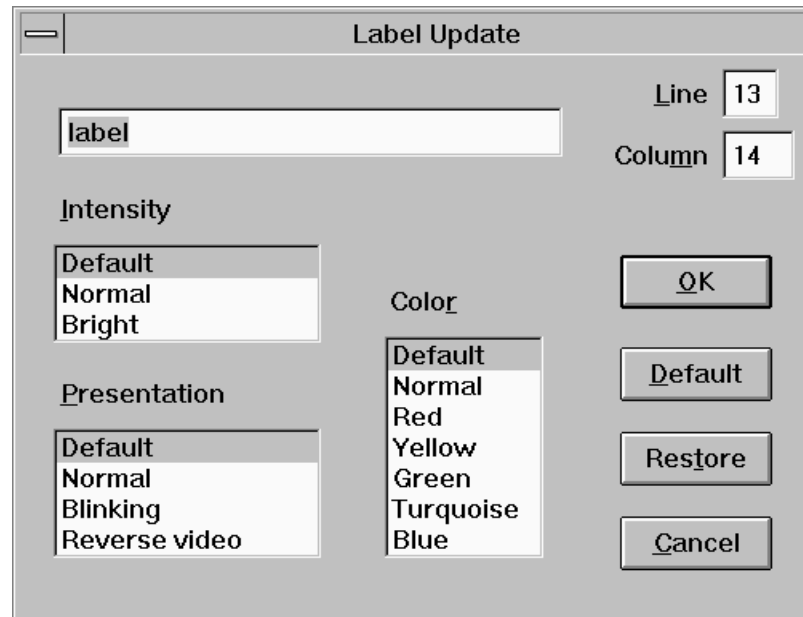 Label Update
label
Line 13
Column 14
Intensity
Default
Normal
Bright
Presentation
Default
Normal
Blinking
Reverse video
Color
Default
Normal
Red
Yellow
Green
Turquoise
Blue
OK
Default
Restore
Cancel